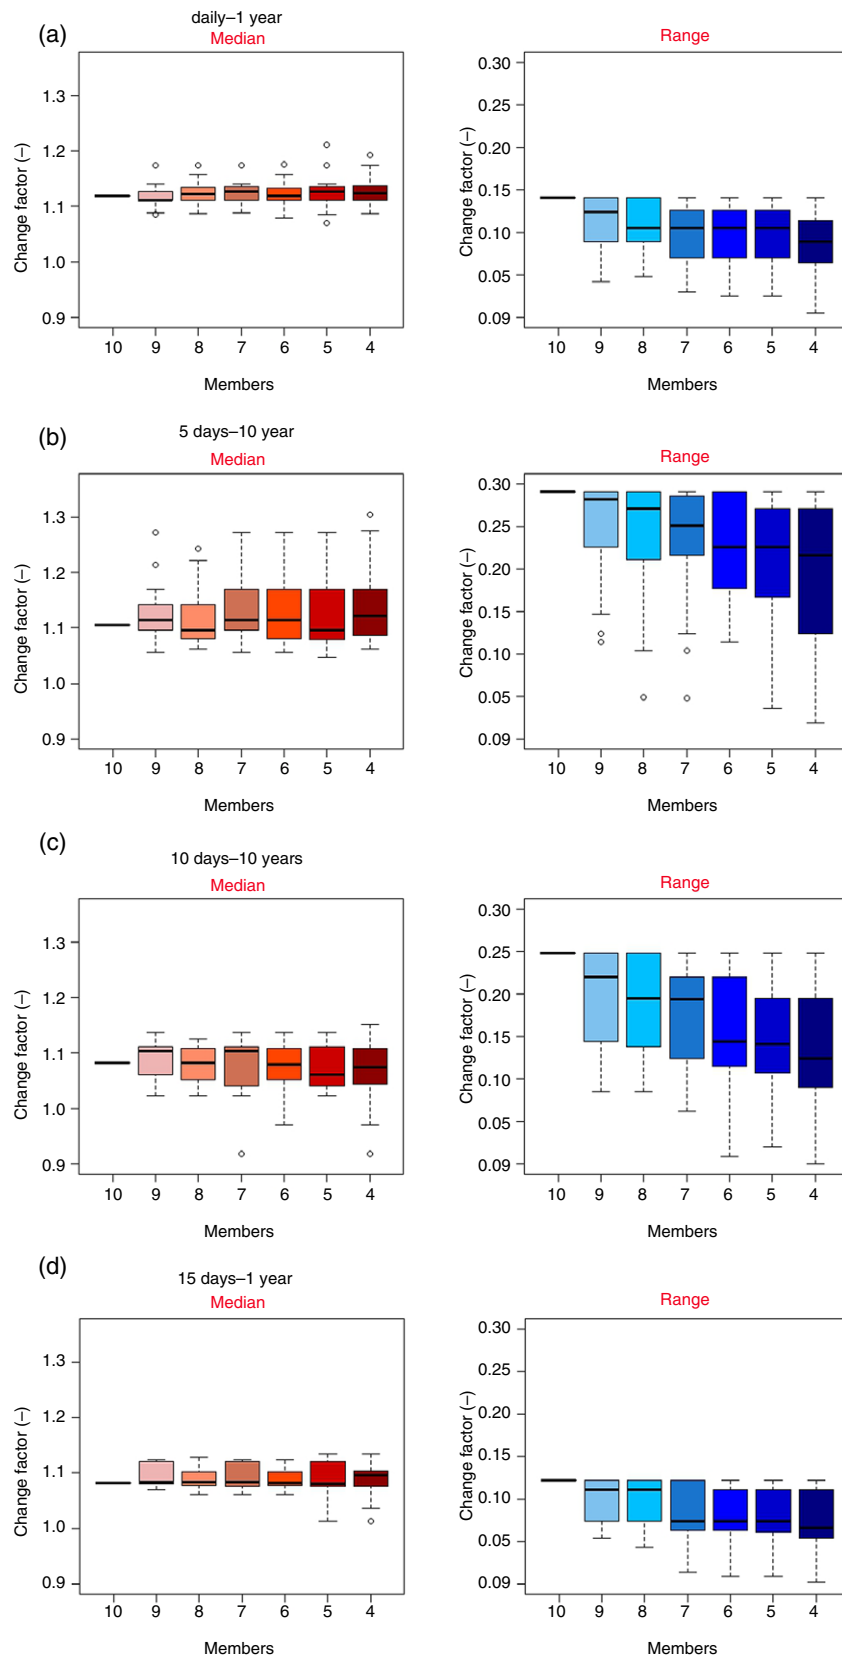 (a)
daily–1 year
Median
Range
Change factor (–)
1.3
1.2
1.1
1.0
0.9
10 9 8 7 6 5 4
Members
Change factor (–)
0.30
0.25
0.20
0.15
0.10
0.05
0.09
10 9 8 7 6 5 4
Members
(b)
5 days–10 year
Median
Range
Change factor (–)
1.3
1.2
1.1
1.0
0.9
10 9 8 7 6 5 4
Members
Change factor (–)
0.30
0.25
0.20
0.15
0.10
0.05
0.09
10 9 8 7 6 5 4
Members
(c)
10 days–10 years
Median
Range
Change factor (–)
1.3
1.2
1.1
1.0
0.9
10 9 8 7 6 5 4
Members
Change factor (–)
0.30
0.25
0.20
0.15
0.10
0.05
0.09
10 9 8 7 6 5 4
Members
(d)
15 days–1 year
Median
Range
Change factor (–)
1.3
1.2
1.1
1.0
0.9
10 9 8 7 6 5 4
Members
Change factor (–)
0.30
0.25
0.20
0.15
0.10
0.05
0.09
10 9 8 7 6 5 4
Members